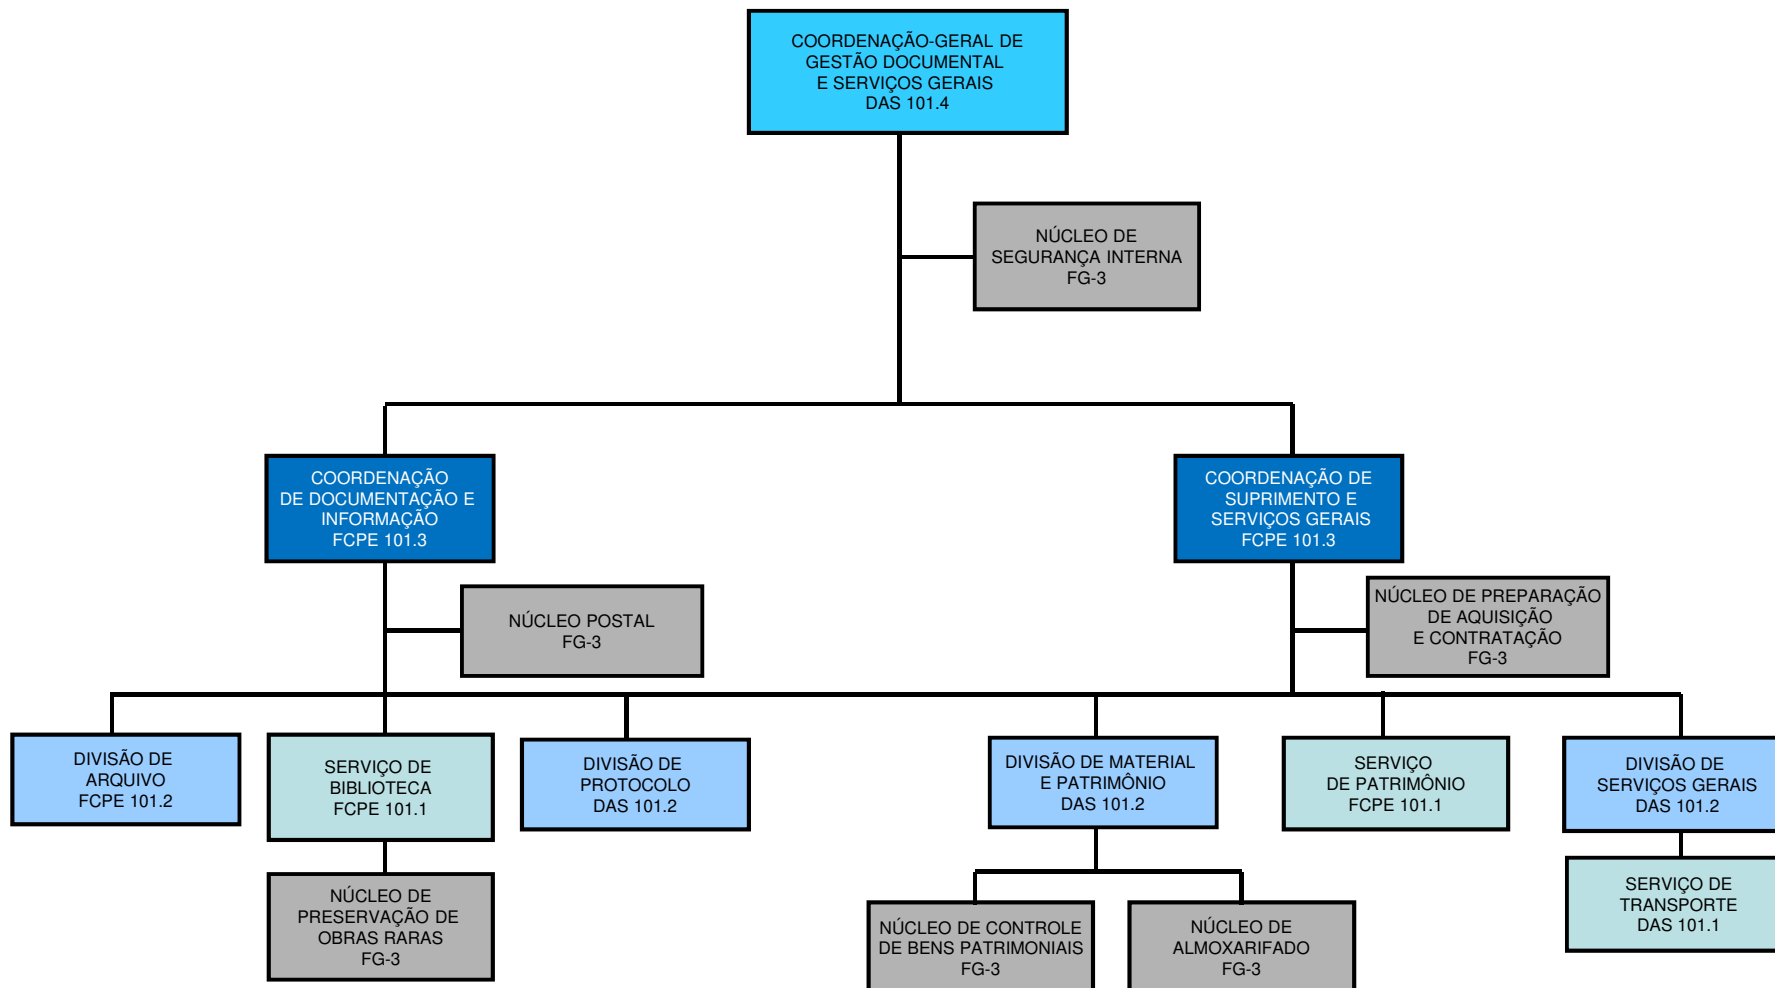 COORDENAÇÃO-GERAL DE
GESTÃO DOCUMENTAL
E SERVIÇOS GERAIS
DAS 101.4
NÚCLEO DE
SEGURANÇA INTERNA
FG-3
COORDENAÇÃO
DE DOCUMENTAÇÃO E
INFORMAÇÃO
FCPE 101.3
COORDENAÇÃO DE
SUPRIMENTO E
SERVIÇOS GERAIS
FCPE 101.3
NÚCLEO POSTAL
FG-3
NÚCLEO DE PREPARAÇÃO
DE AQUISIÇÃO
E CONTRATAÇÃO
FG-3
DIVISÃO DE
ARQUIVO
FCPE 101.2
SERVIÇO DE
BIBLIOTECA
FCPE 101.1
DIVISÃO DE
PROTOCOLO
DAS 101.2
DIVISÃO DE MATERIAL
E PATRIMÔNIO
DAS 101.2
SERVIÇO
DE PATRIMÔNIO
FCPE 101.1
DIVISÃO DE
SERVIÇOS GERAIS
DAS 101.2
NÚCLEO DE
PRESERVAÇÃO DE
OBRAS RARAS
FG-3
NÚCLEO DE CONTROLE
DE BENS PATRIMONIAIS
FG-3
NÚCLEO DE
ALMOXARIFADO
FG-3
SERVIÇO DE
TRANSPORTE
DAS 101.1